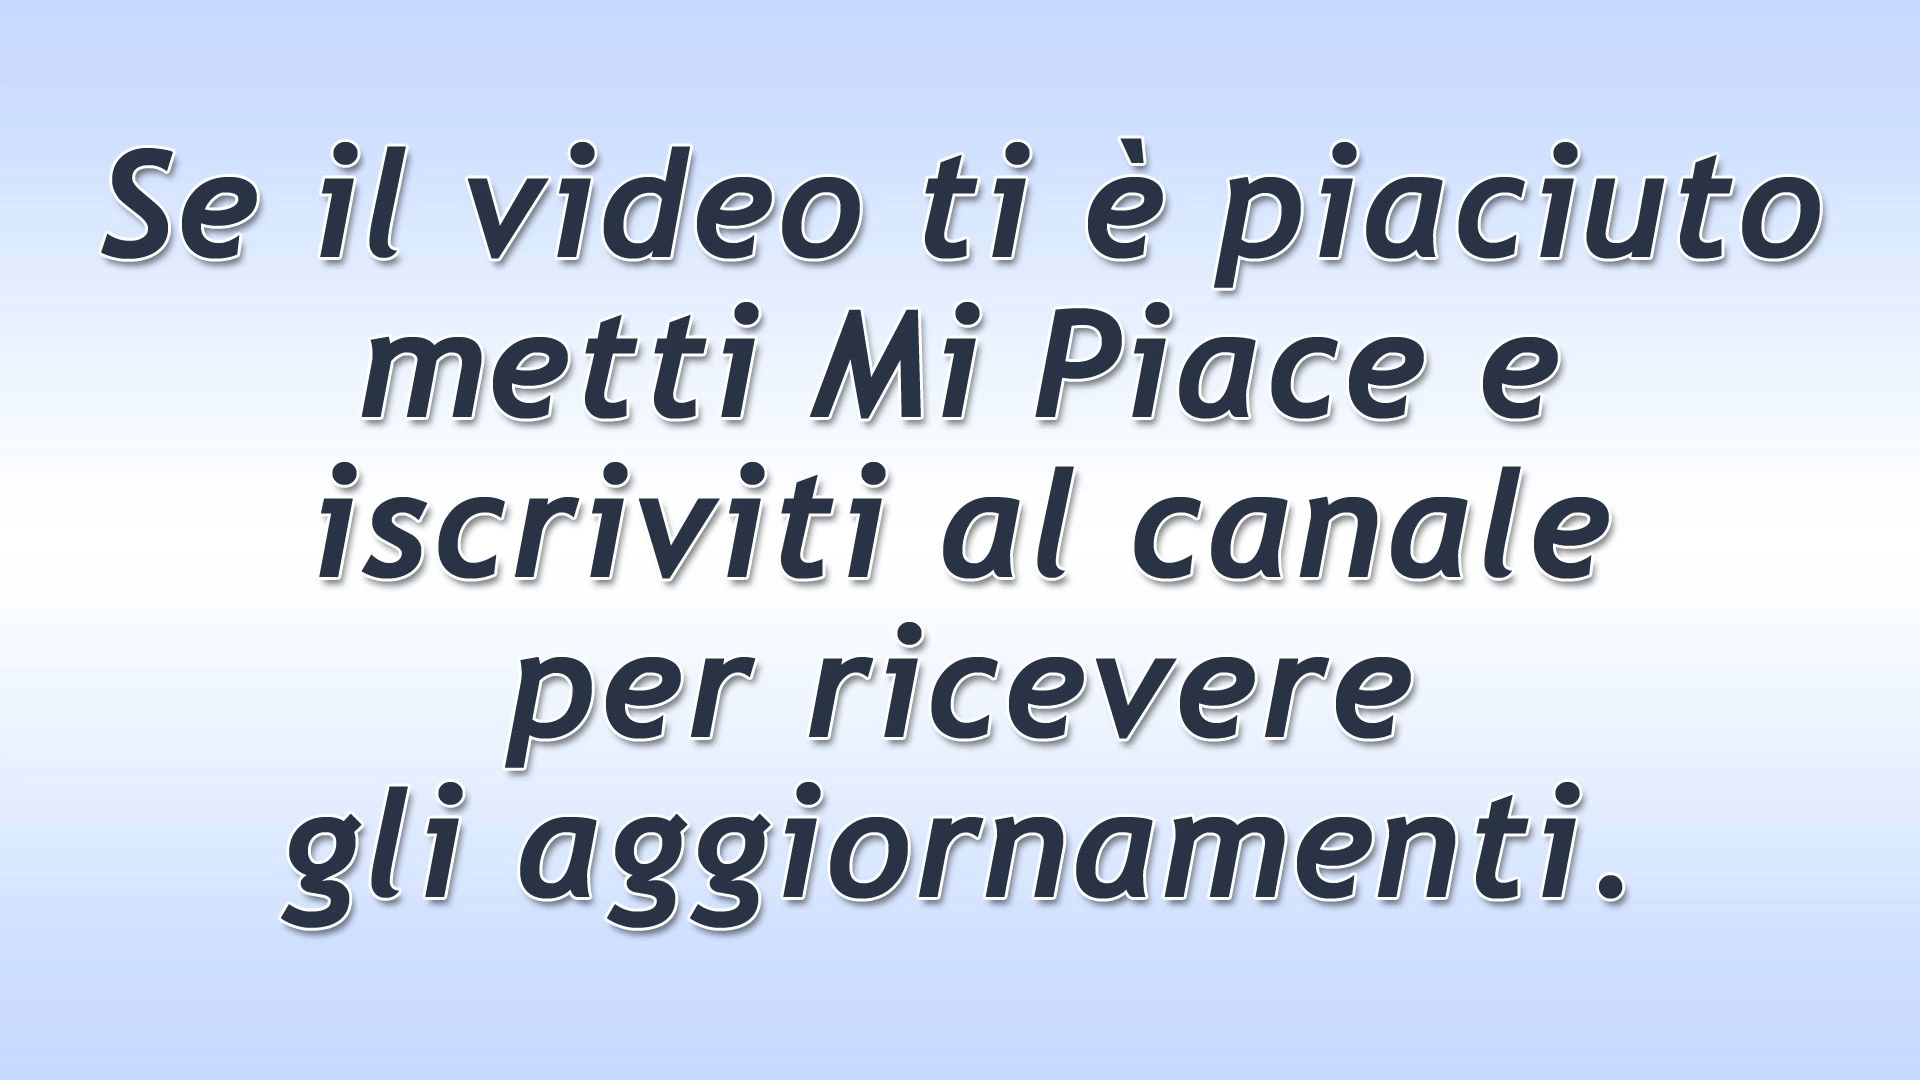 Se il video ti è piaciuto
metti Mi Piace e
iscriviti al canale
per ricevere
gli aggiornamenti.